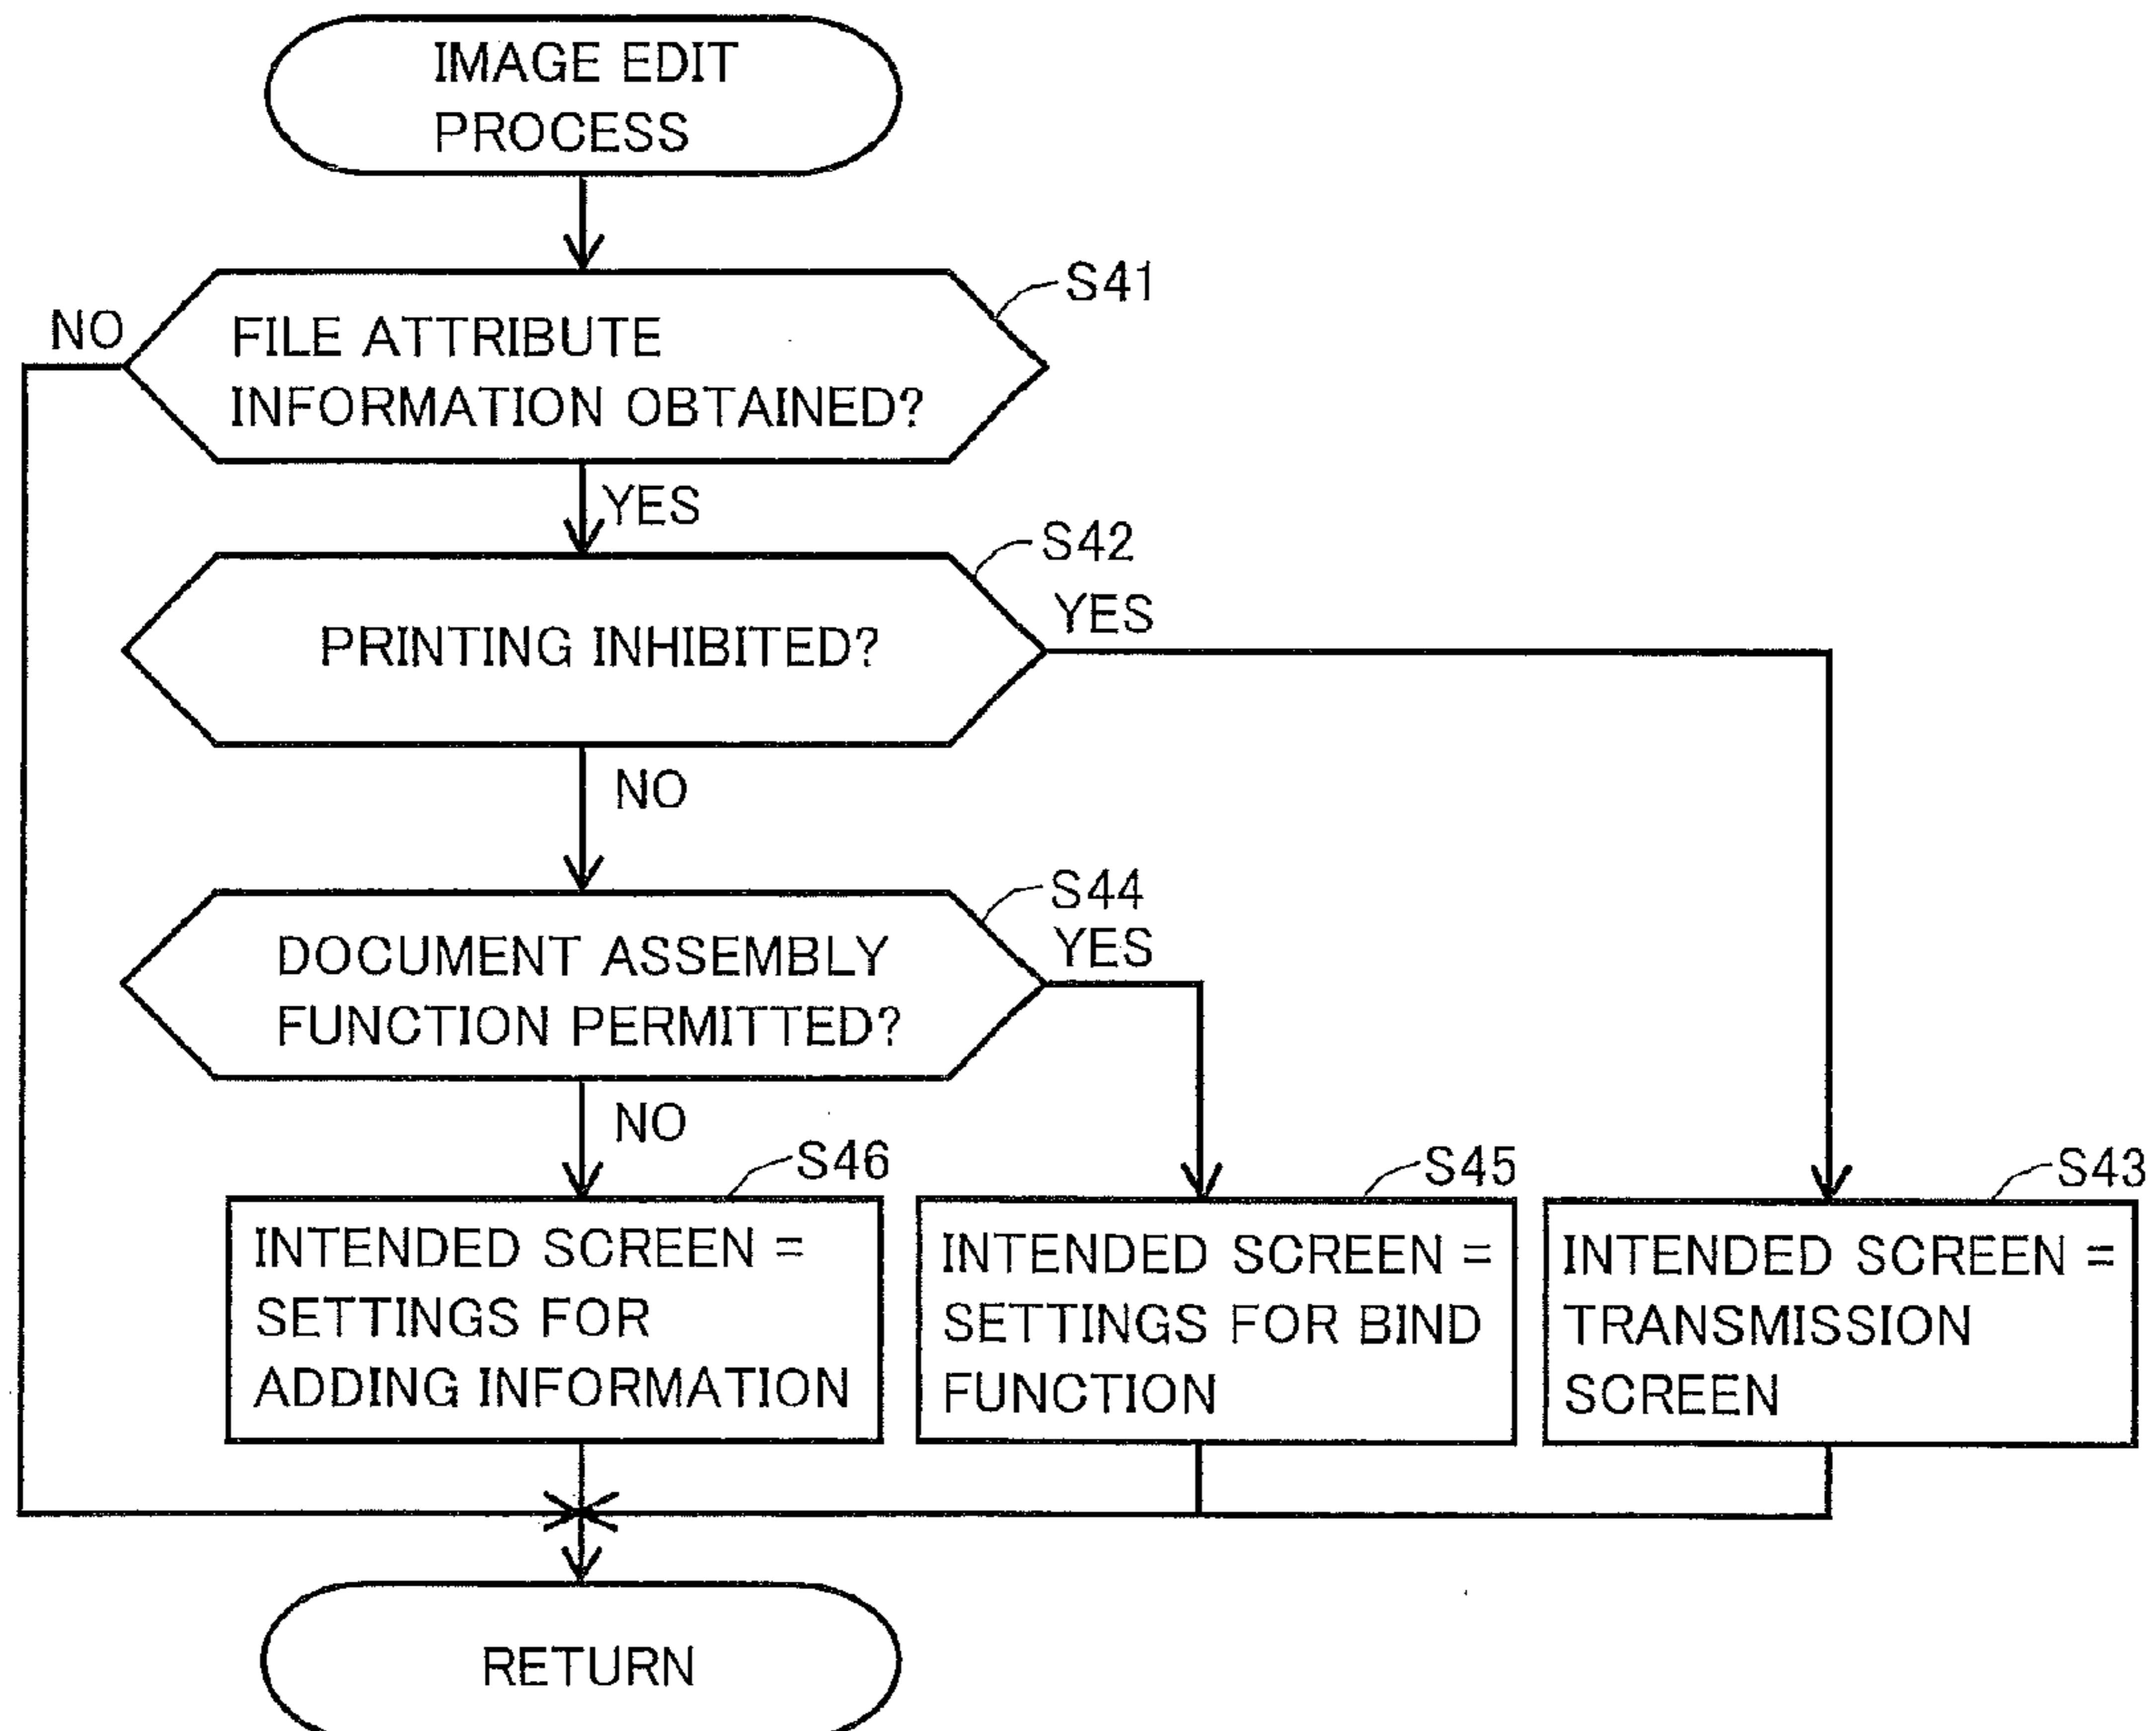 IMAGE EDIT
PROCESS
S41
NO
FILE ATTRIBUTE
INFORMATION OBTAINED?
YES
S42
YES
PRINTING INHIBITED?
NO
S44
YES
DOCUMENT ASSEMBLY
FUNCTION PERMITTED?
NO
S46
INTENDED SCREEN =
SETTINGS FOR
ADDING INFORMATION
S45
INTENDED SCREEN =
SETTINGS FOR BIND
FUNCTION
S43
INTENDED SCREEN =
TRANSMISSION
SCREEN
RETURN